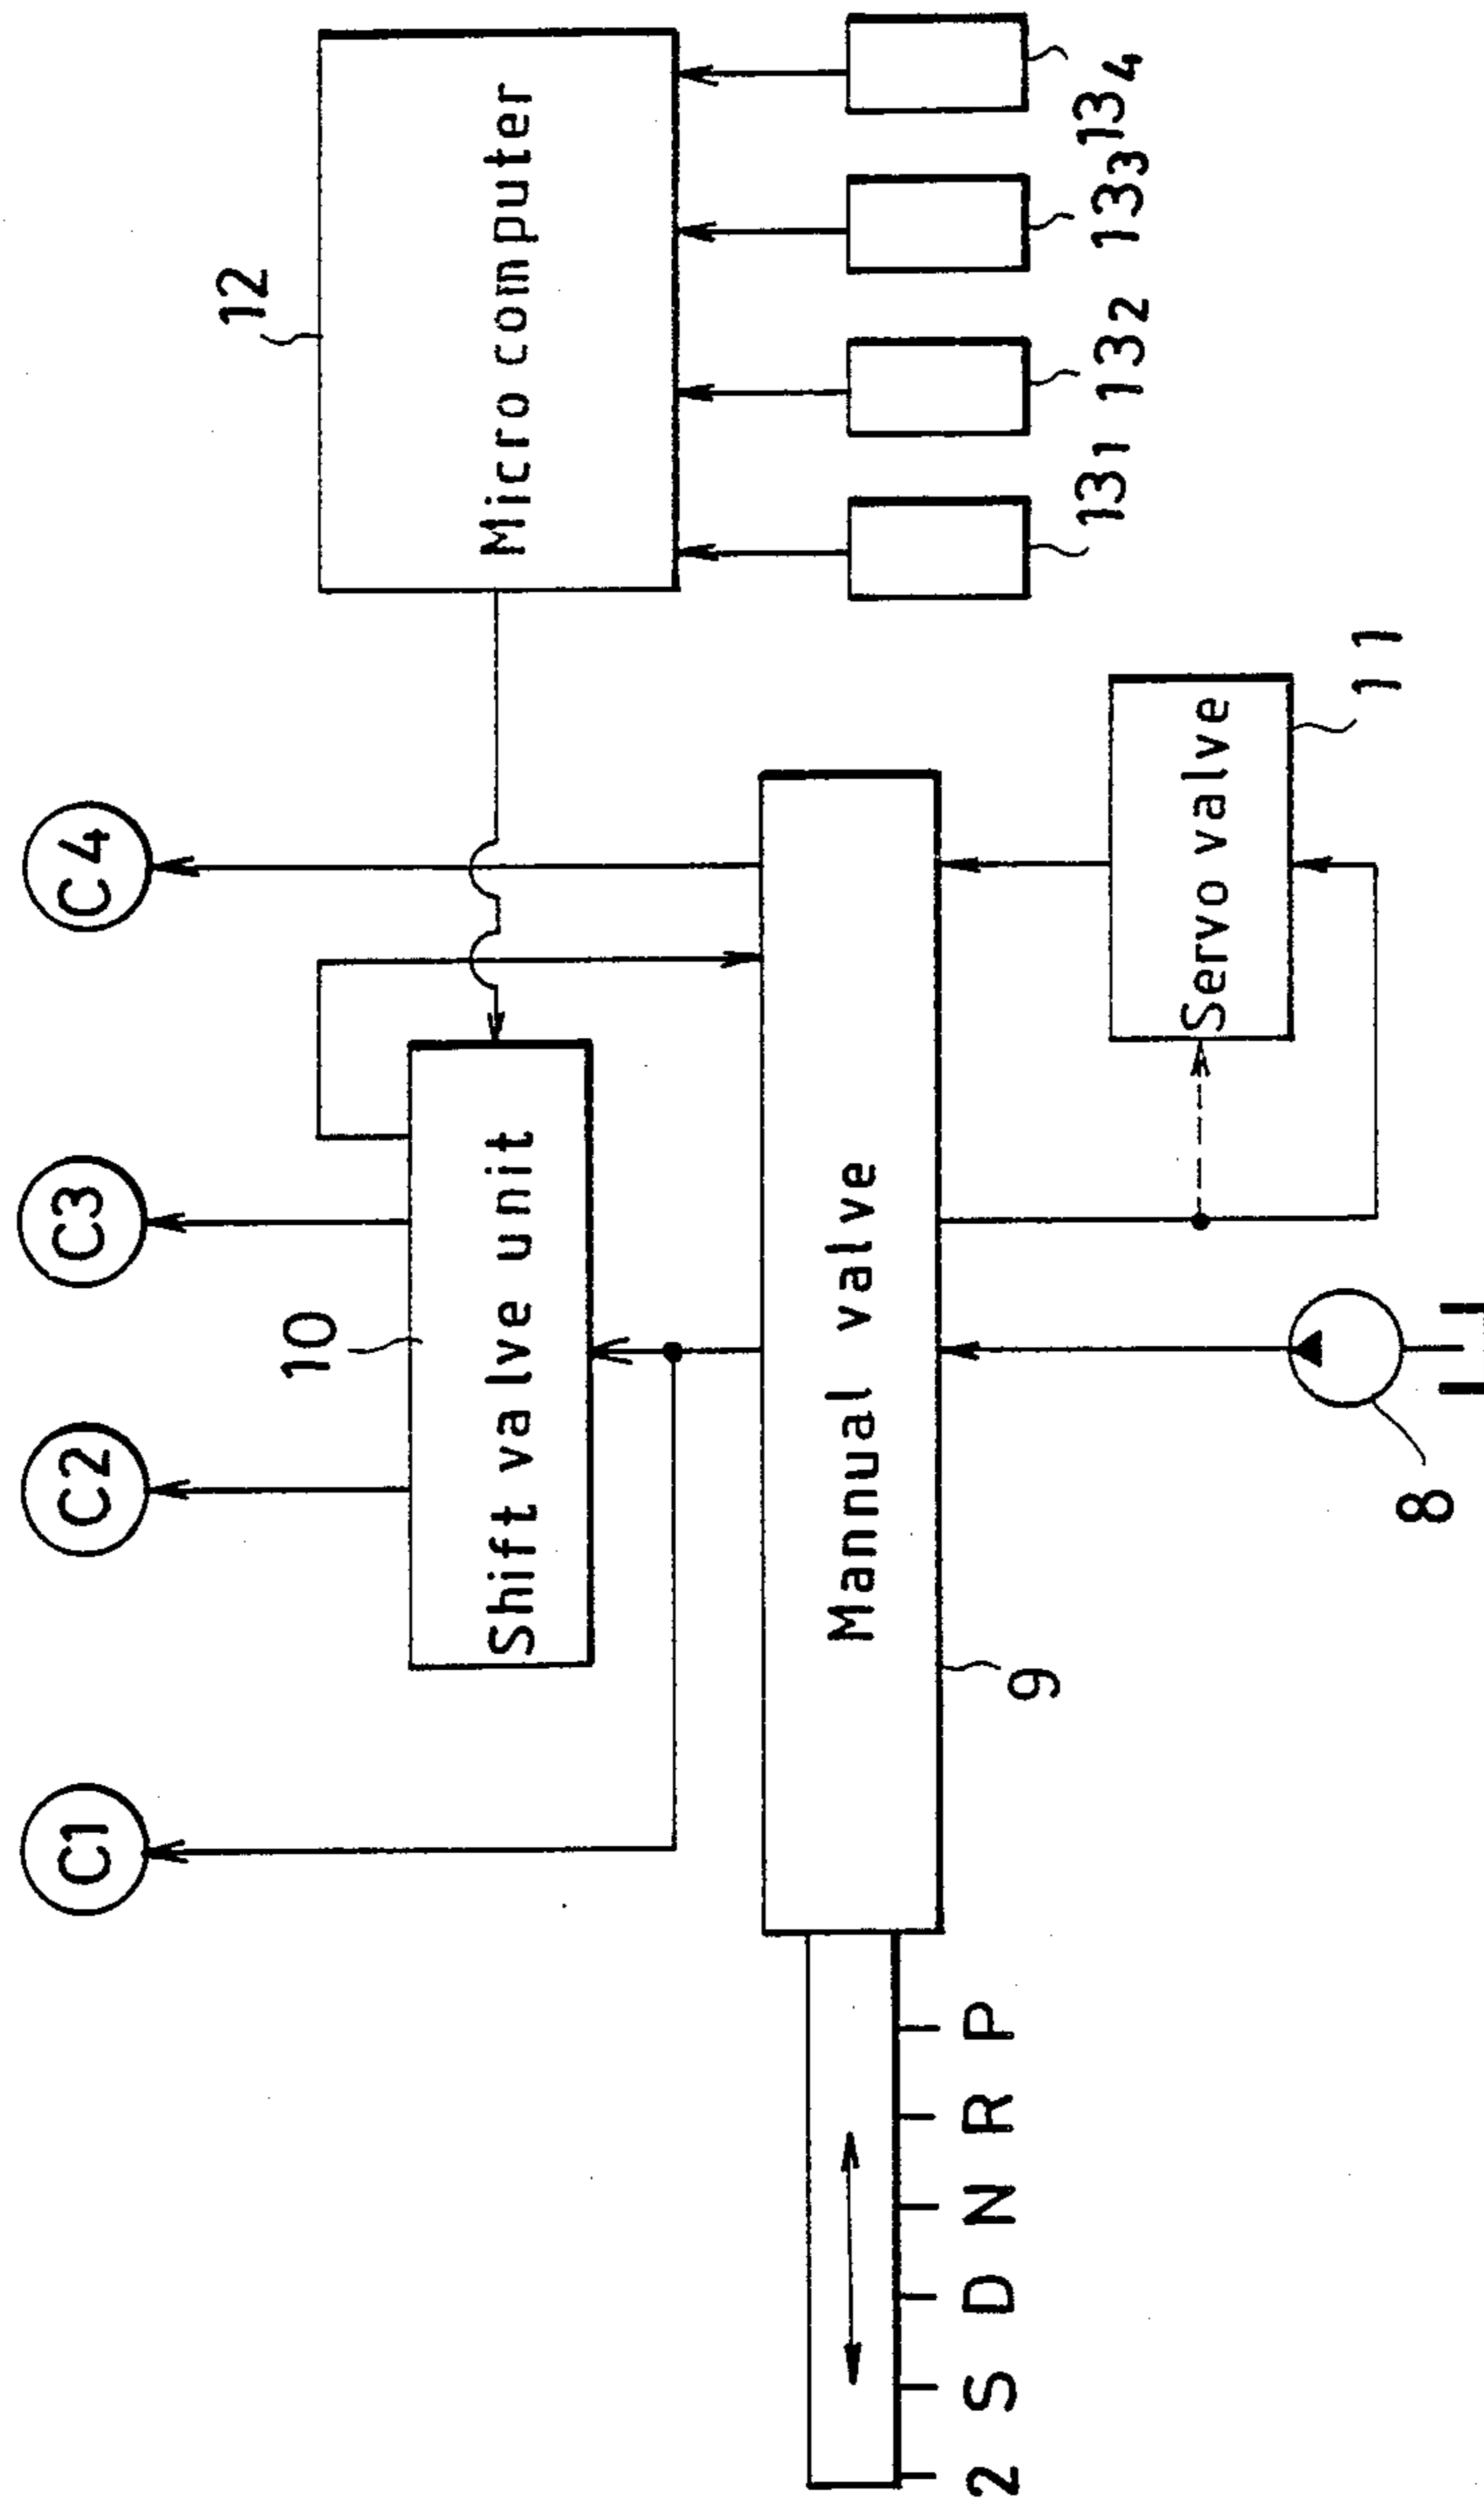 C1
C2
C3
C4
10
Shift valve unit
12
Micro computer
13₁
13₂
13₃
13₄
Mannual valve
9
Servo valve
11
8
2 S D N R P